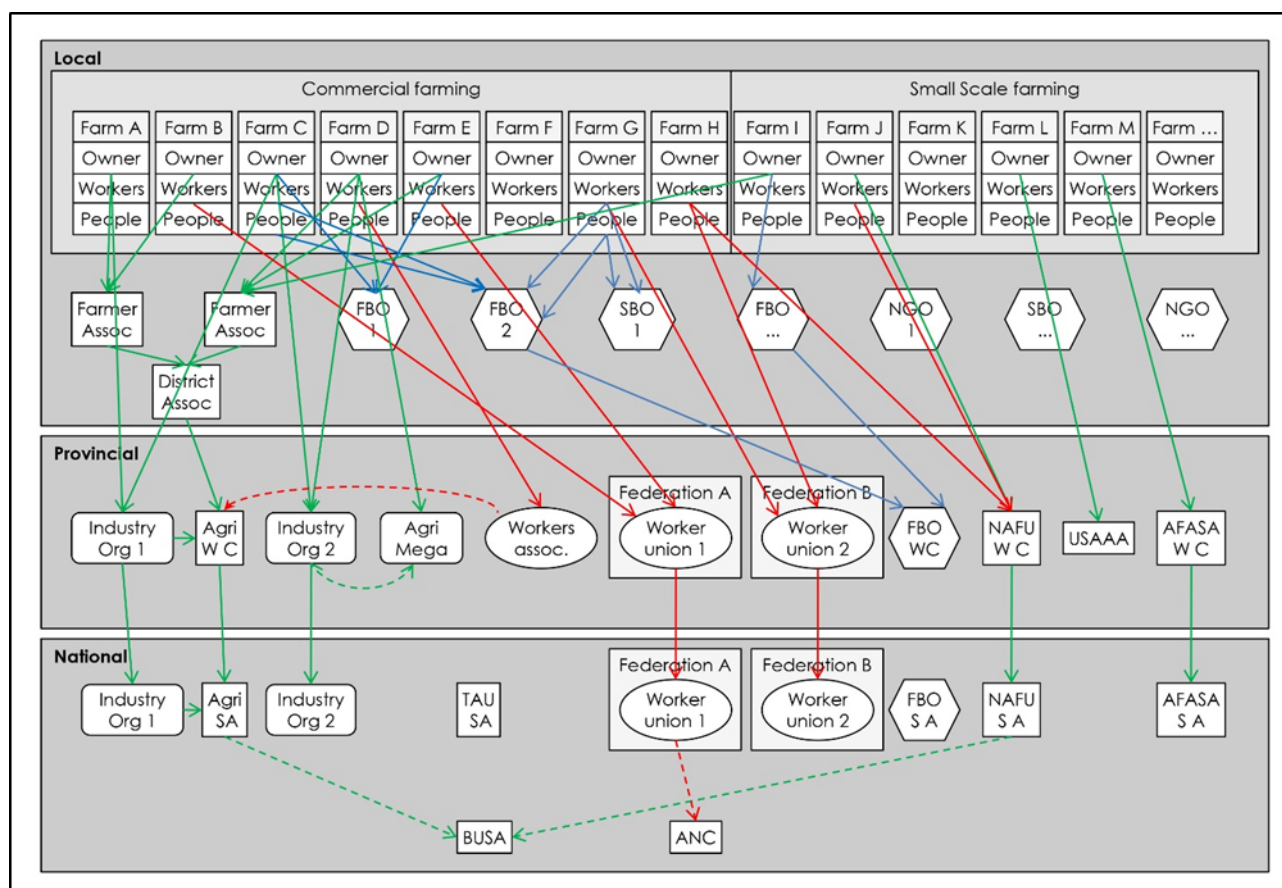 Local
Commercial farming
Small Scale farming
Farm A
Farm B
Farm C
Farm D
Farm E
Farm F
Farm G
Farm H
Farm I
Farm J
Farm K
Farm L
Farm M
Farm ...
Owner
Owner
Owner
Owner
Owner
Owner
Owner
Owner
Owner
Owner
Owner
Owner
Owner
Owner
Workers
Workers
Workers
Workers
Workers
Workers
Workers
Workers
Workers
Workers
Workers
Workers
Workers
Workers
People
People
People
People
People
People
People
People
People
People
People
People
People
People
Farmer
Assoc
Farmer
Assoc
FBO
1
FBO
2
SBO
1
FBO
...
NGO
1
SBO
...
NGO
...
District
Assoc
Provincial
Federation A
Federation B
Industry
Org 1
Agri
W C
Industry
Org 2
Agri
Mega
Workers
assoc.
Worker
union 1
Worker
union 2
FBO
WC
NAFU
W C
USAAA
AFASA
W C
National
Federation A
Federation B
Industry
Org 1
Agri
SA
Industry
Org 2
TAU
SA
Worker
union 1
Worker
union 2
FBO
S A
NAFU
S A
AFASA
S A
BUSA
ANC